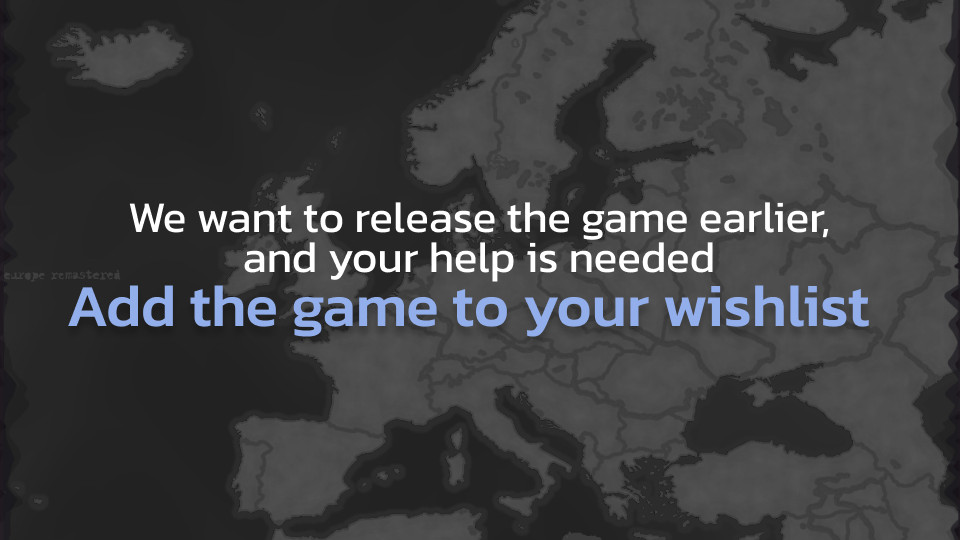 We want to release the game earlier,
and your help is needed
europe remastered
Add the game to your wishlist